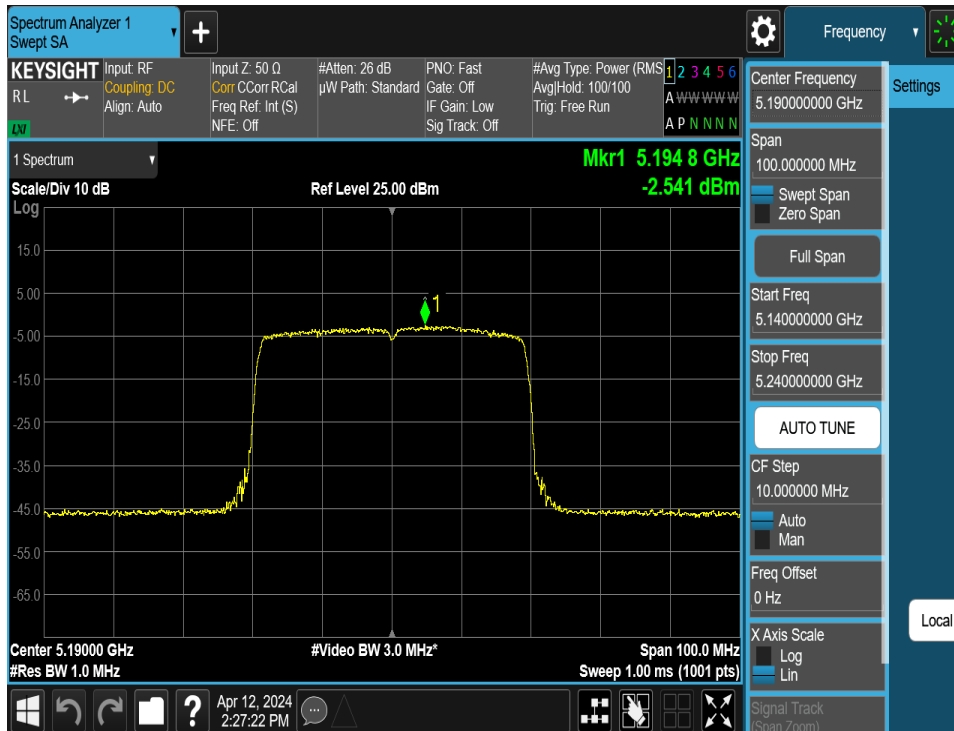 Spectrum Analyzer 1
Swept SA
+
Frequency
KEYSIGHT
R L
LXI
Input: RF
Coupling: DC
Align: Auto
Input Z: 50 Ω
Corr CCorr RCal
Freq Ref: Int (S)
NFE: Off
#Atten: 26 dB
µW Path: Standard
PNO: Fast
Gate: Off
IF Gain: Low
Sig Track: Off
#Avg Type: Power (RMS
Avg|Hold: 100/100
Trig: Free Run
1 2 3 4 5 6
A W W W W W
A P N N N N
1 Spectrum
Scale/Div 10 dB
Log
Ref Level 25.00 dBm
Mkr1 5.194 8 GHz
-2.541 dBm
15.0
5.00
-5.00
-15.0
-25.0
-35.0
-45.0
-55.0
-65.0
1
Center 5.19000 GHz
#Res BW 1.0 MHz
#Video BW 3.0 MHz*
Span 100.0 MHz
Sweep 1.00 ms (1001 pts)
Center Frequency
5.190000000 GHz
Span
100.000000 MHz
Swept Span
Zero Span
Full Span
Start Freq
5.140000000 GHz
Stop Freq
5.240000000 GHz
AUTO TUNE
CF Step
10.000000 MHz
Auto
Man
Freq Offset
0 Hz
X Axis Scale
Log
Lin
Signal Track
(Span Zoom)
Settings
Local
?
Apr 12, 2024
2:27:22 PM